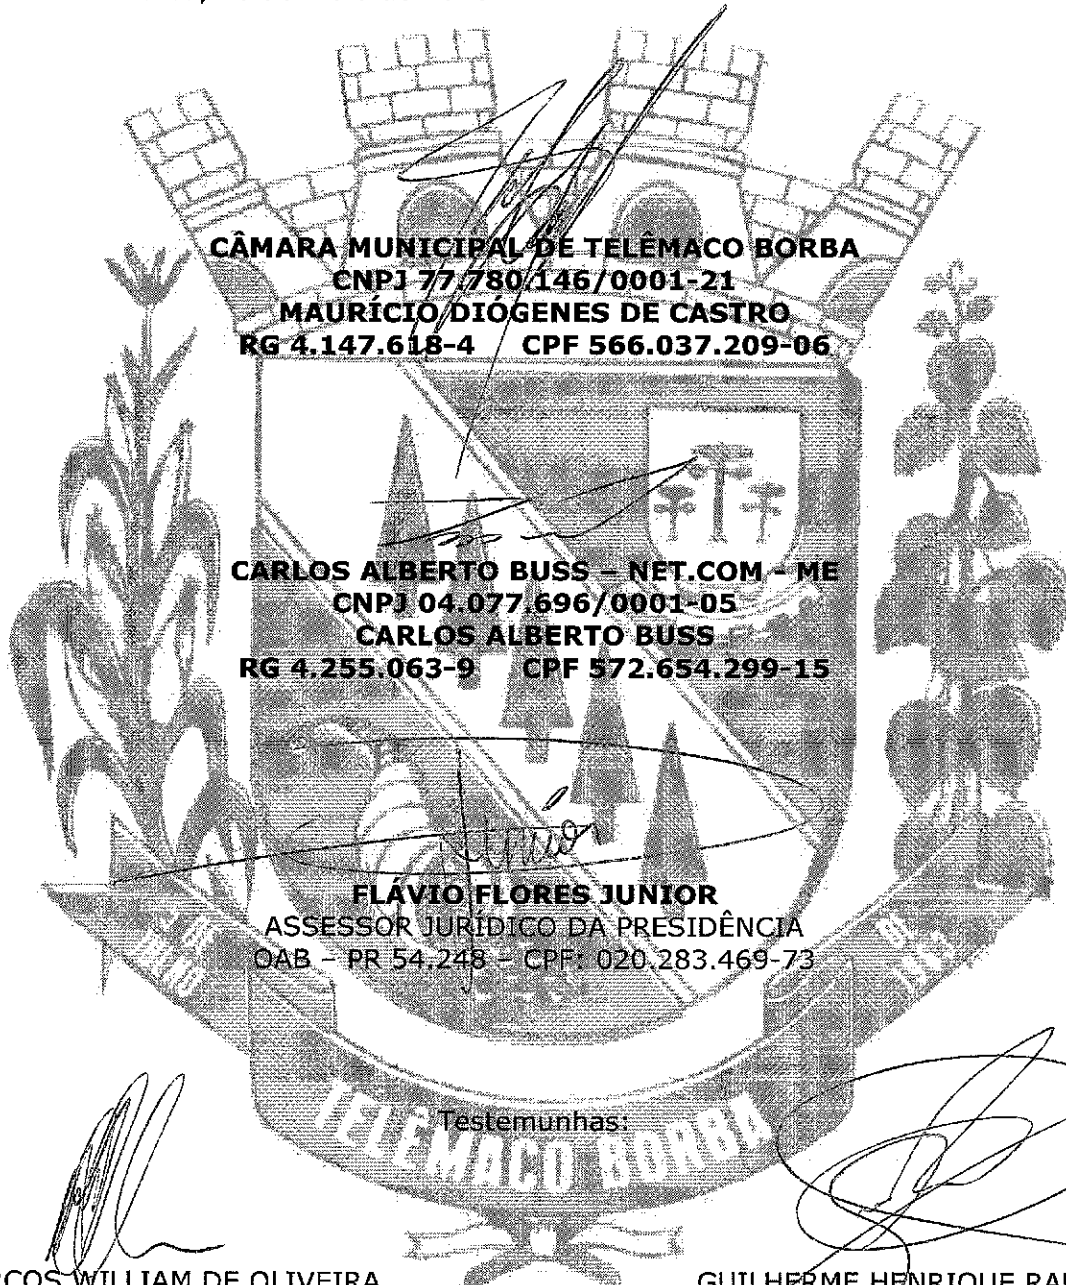 CÂMARA MUNICIPAL DE TELÊMACO BORBA
CNPJ 77.780.146/0001-21
MAURÍCIO DIÓGENES DE CASTRO
RG 4.147.618-4 CPF 566.037.209-06
CARLOS ALBERTO BUSS – NET.COM - ME
CNPJ 04.077.696/0001-05
CARLOS ALBERTO BUSS
RG 4.255.063-9 CPF 572.654.299-15
FLÁVIO FLORES JUNIOR
ASSESSOR JURÍDICO DA PRESIDÊNCIA
OAB – PR 54.248 – CPF: 020.283.469-73
Testemunhas:
TELÊMACO BORBA
WILLIAM DE OLIVEIRA
GUILHERME HENRIQUE